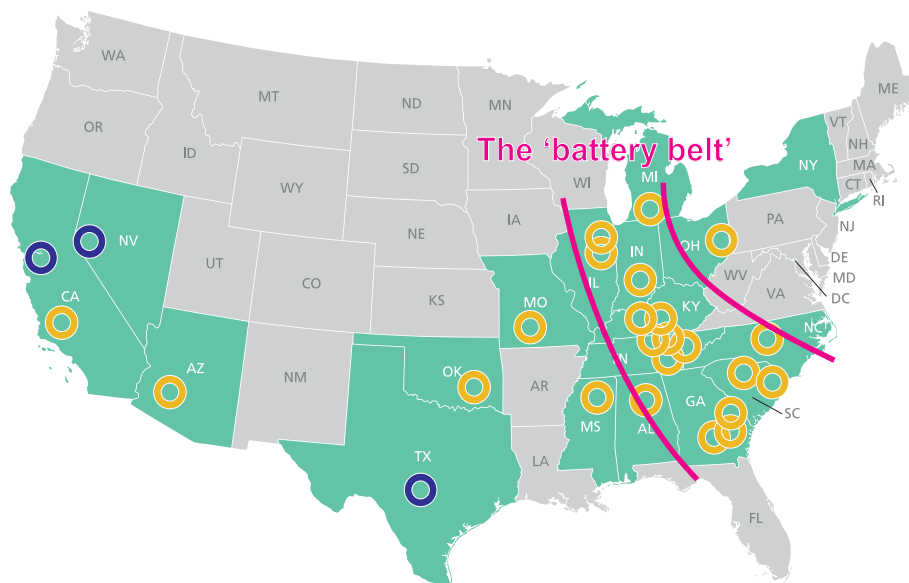 WA
ME
MT
ND
MN
VT
OR
NH
The ‘battery belt’
ID
SD
WI
MI
NY
MA
CT
RI
WY
IA
PA
NJ
NV
NE
IN
OH
UT
IL
WV
DE
MD
CO
VA
DC
CA
KS
MO
KY
NC
AZ
OK
NM
AR
GA
SC
MS
AL
TX
LA
FL